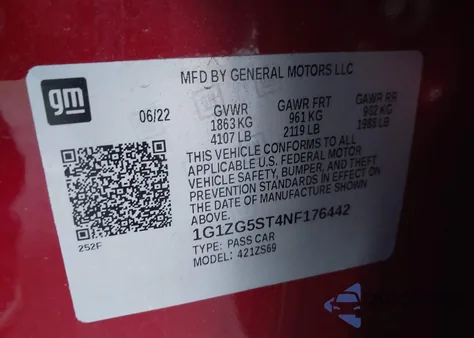 MFD BY GENERAL MOTORS LLC
gm
06/22 GVWR GAWR FRT GAWR RR
1863 KG 961 KG 902 KG
4107 LB 2119 LB 1988 LB
THIS VEHICLE CONFORMS TO ALL
APPLICABLE U.S. FEDERAL MOTOR
VEHICLE SAFETY, BUMPER, AND THEFT
PREVENTION STANDARDS IN EFFECT ON
THE DATE OF MANUFACTURE SHOWN
ABOVE.
1G1ZG5ST4NF176442
TYPE: PASS CAR
MODEL: 421ZS69
252F